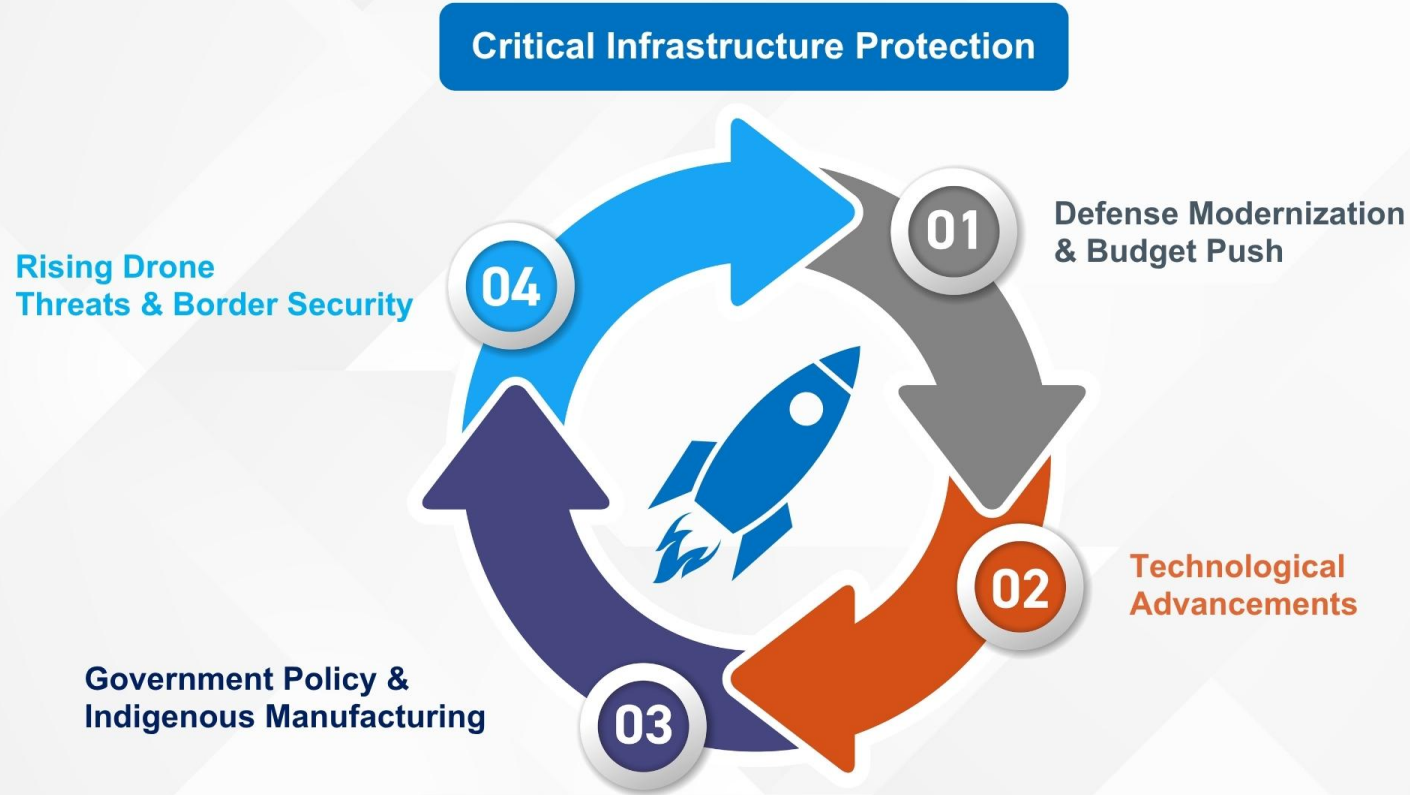 Critical Infrastructure Protection
01
Defense Modernization
& Budget Push
02
Technological
Advancements
03
Government Policy &
Indigenous Manufacturing
04
Rising Drone
Threats & Border Security